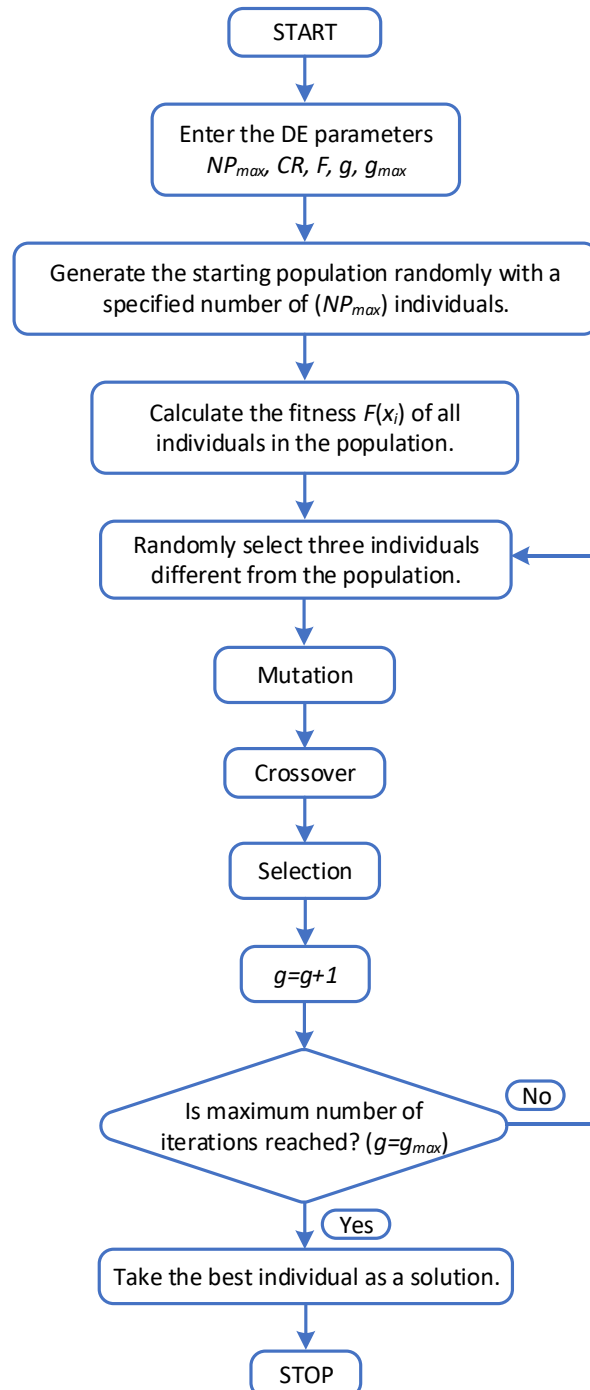 START
Enter the DE parameters
NPmax, CR, F, g, gmax
Generate the starting population randomly with a
specified number of (NPmax) individuals.
Calculate the fitness F(xi) of all
individuals in the population.
Randomly select three individuals
different from the population.
Mutation
Crossover
Selection
g=g+1
Is maximum number of
iterations reached? (g=gmax)
No
Yes
Take the best individual as a solution.
STOP